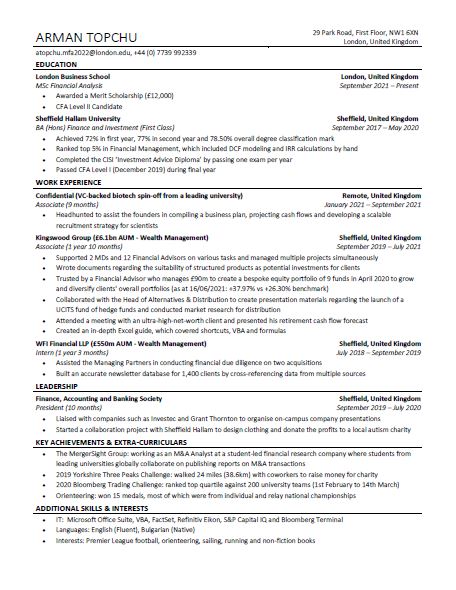 ARMAN TOPCHU
29 Park Road, First Floor, NW1 6XN
London, United Kingdom
atopchu.mfa2022@london.edu, +44 (0) 7739 992339
EDUCATION
London Business School London, United Kingdom
MSc Financial Analysis September 2021 – Present
• Awarded a Merit Scholarship (£12,000)
• CFA Level II Candidate
Sheffield Hallam University Sheffield, United Kingdom
BA (Hons) Finance and Investment (First Class) September 2017 – May 2020
• Achieved 72% in first year, 77% in second year and 78.50% overall degree classification mark
• Ranked top 5% in Financial Management, which included DCF modeling and IRR calculations by hand
• Completed the CISI 'Investment Advice Diploma' by passing one exam per year
• Passed CFA Level I (December 2019) during final year
WORK EXPERIENCE
Confidential (VC-backed biotech spin-off from a leading university) Remote, United Kingdom
Associate (9 months) January 2021 – September 2021
• Headhunted to assist the founders in compiling a business plan, projecting cash flows and developing a scalable
recruitment strategy for scientists
Kingswood Group (£6.1bn AUM - Wealth Management) Sheffield, United Kingdom
Associate (1 year 10 months) September 2019 – July 2021
• Supported 2 MDs and 12 Financial Advisors on various tasks and managed multiple projects simultaneously
• Wrote documents regarding the suitability of structured products as potential investments for clients
• Trusted by a Financial Advisor who manages £90m to create a bespoke equity portfolio of 9 funds in April 2020 to grow
and diversify clients' overall portfolios (as at 16/06/2021: +37.97% vs +26.30% benchmark)
• Collaborated with the Head of Alternatives & Distribution to create presentation materials regarding the launch of a
UCITS fund of hedge funds and conducted market research for distribution
• Attended a meeting with an ultra-high-net-worth client and presented his retirement cash flow forecast
• Created an in-depth Excel guide, which covered shortcuts, VBA and formulas
WFI Financial LLP (£550m AUM - Wealth Management) Sheffield, United Kingdom
Intern (1 year 3 months) July 2018 – September 2019
• Assisted the Managing Partners in conducting financial due diligence on two acquisitions
• Built an accurate newsletter database for 1,400 clients by cross-referencing data from multiple sources
LEADERSHIP
Finance, Accounting and Banking Society Sheffield, United Kingdom
President (10 months) September 2019 – July 2020
• Liaised with companies such as Investec and Grant Thornton to organise on-campus company presentations
• Started a collaboration project with Sheffield Hallam to design clothing and donate the profits to a local autism charity
KEY ACHIEVEMENTS & EXTRA-CURRICULARS
• The MergerSight Group: working as an M&A Analyst at a student-led financial research company where students from
leading universities globally collaborate on publishing reports on M&A transactions
• 2019 Yorkshire Three Peaks Challenge: walked 24 miles (38.6km) with coworkers to raise money for charity
• 2020 Bloomberg Trading Challenge: ranked top quartile against 200 university teams (1st February to 14th March)
• Orienteering: won 15 medals, most of which were from individual and relay national championships
ADDITIONAL SKILLS & INTERESTS
• IT: Microsoft Office Suite, VBA, FactSet, Refinitiv Eikon, S&P Capital IQ and Bloomberg Terminal
• Languages: English (Fluent), Bulgarian (Native)
• Interests: Premier League football, orienteering, sailing, running and non-fiction books